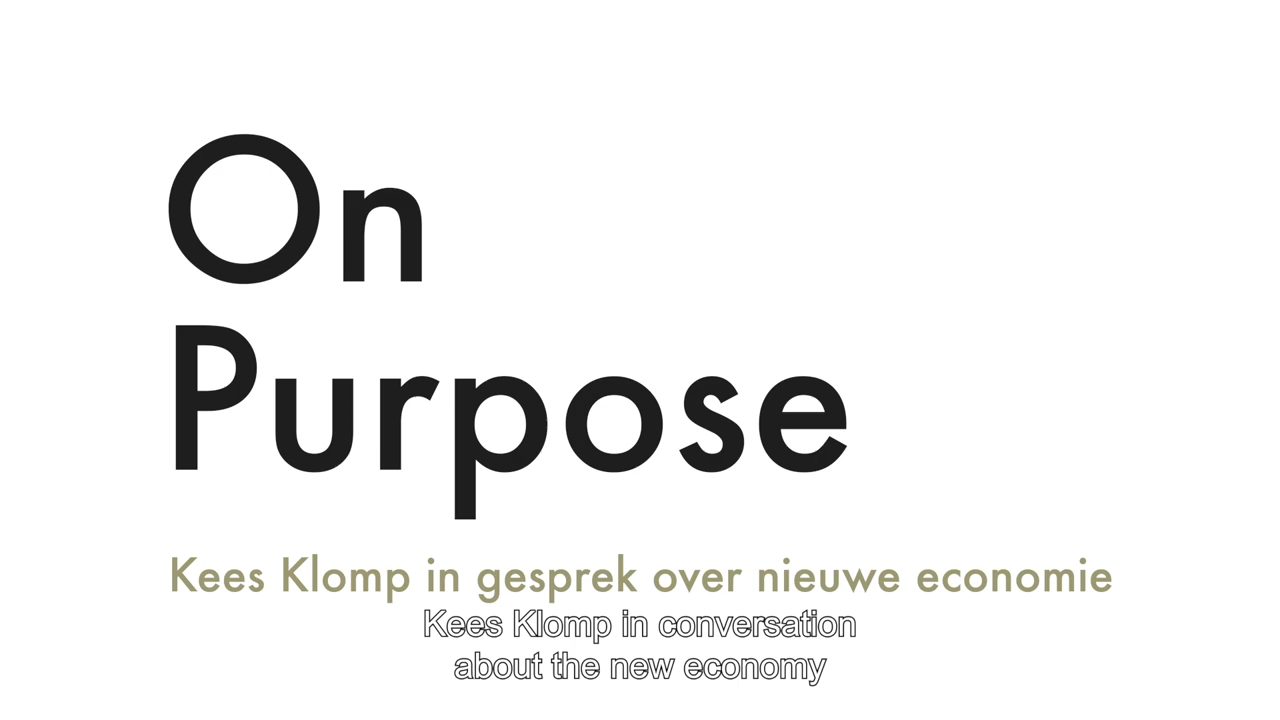 On
Purpose
Kees Klomp in gesprek over nieuwe economie
Kees Klomp in conversation
about the new economy